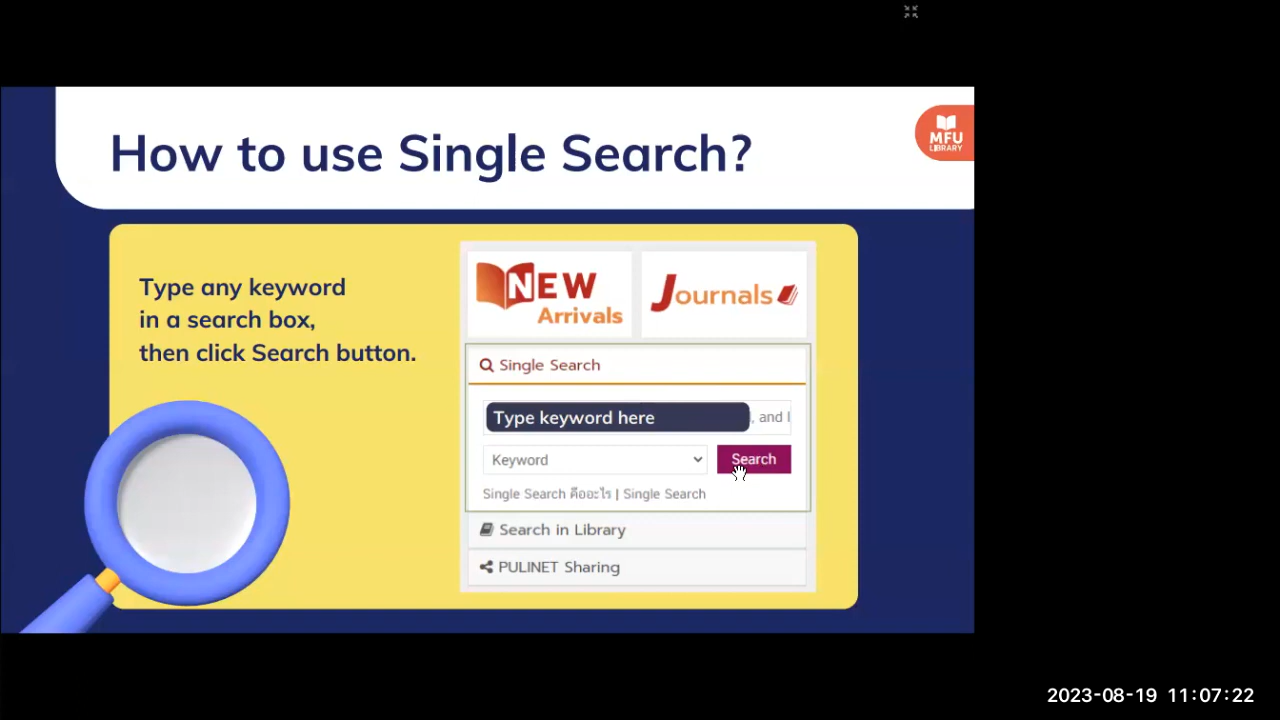 How to use Single Search?
MFU
LIBRARY
Type any keyword
in a search box,
then click Search button.
NEW
Arrivals
Journals
Single Search
Type keyword here , and l
Keyword Search
Single Search คืออะไร | Single Search
Search in Library
PULINET Sharing
2023-08-19 11:07:22